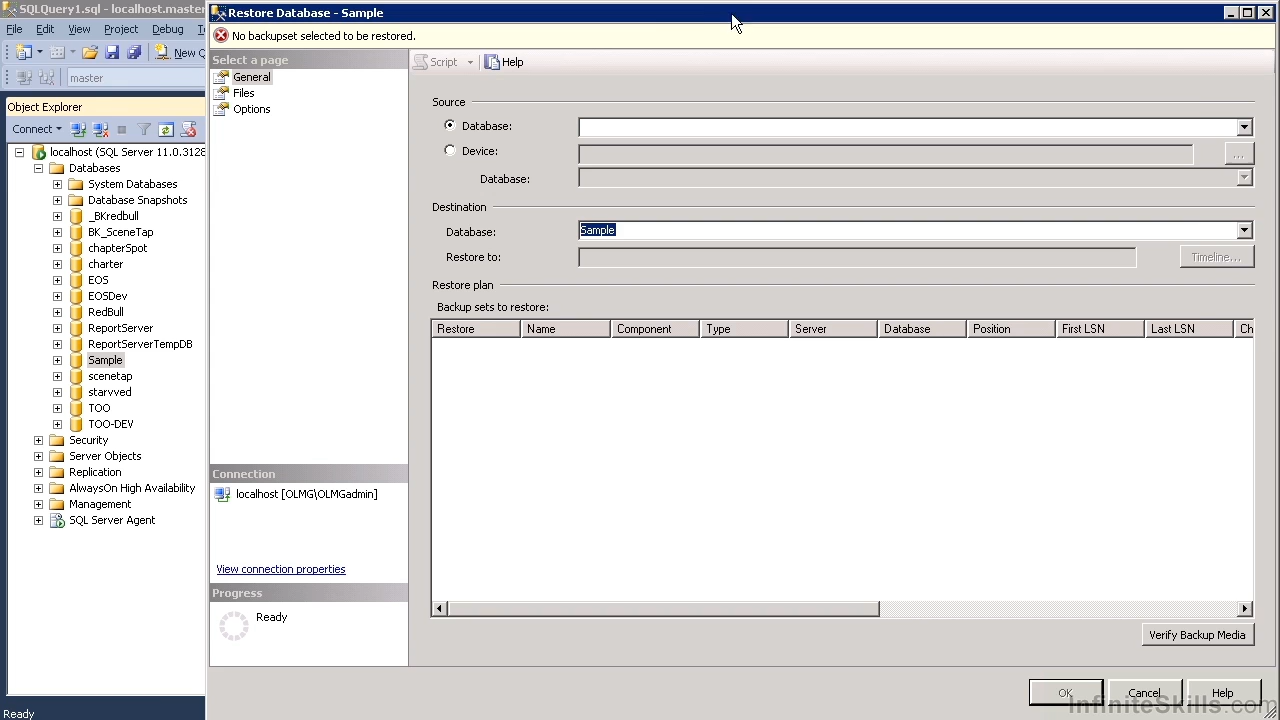 SQLQuery1.sql - localhost.master
File Edit View Project Debug
New Q
master
Object Explorer
Connect
localhost (SQL Server 11.0.3128
Databases
System Databases
Database Snapshots
_BKredbull
BK_SceneTap
chapterSpot
charter
EOS
EOSDev
RedBull
ReportServer
ReportServerTempDB
Sample
scenetap
starvved
TOO
TOO-DEV
Security
Server Objects
Replication
AlwaysOn High Availability
Management
SQL Server Agent
Ready
Restore Database - Sample
No backupset selected to be restored.
Select a page
General
Files
Options
Connection
localhost [OLMG\OLMGadmin]
View connection properties
Progress
Ready
Script Help
Source
Database:
Device:
...
Database:
Destination
Database: Sample
Restore to: Timeline...
Restore plan
Backup sets to restore:
Restore Name Component Type Server Database Position First LSN Last LSN Ch
Verify Backup Media
OK Cancel Help
InfiniteSkills.com